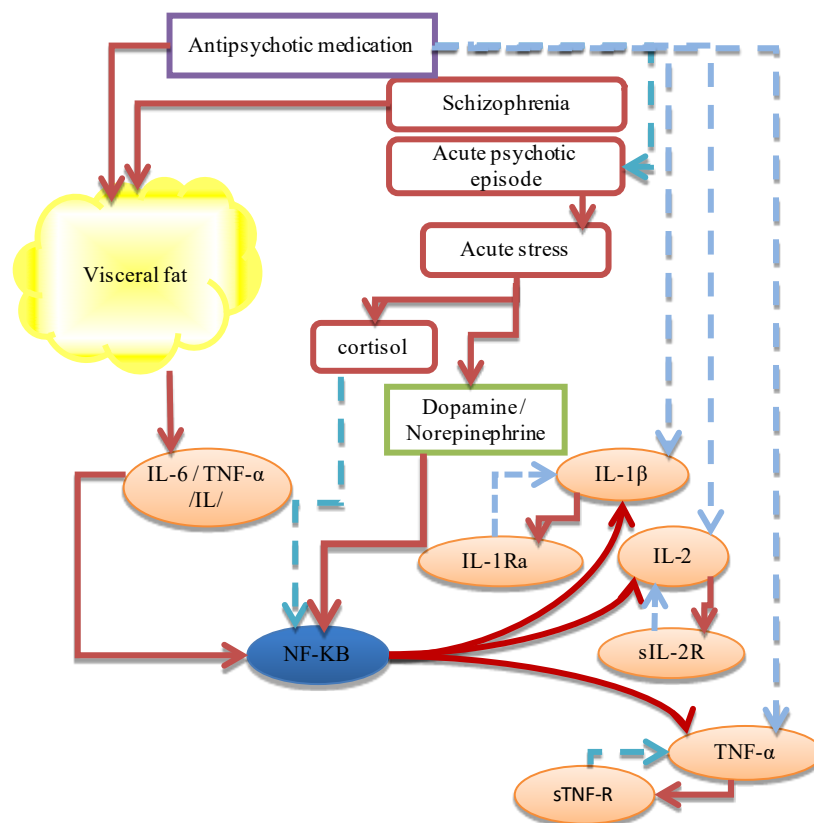 Antipsychotic medication
Schizophrenia
Acute psychotic
episode
Acute stress
Visceral fat
cortisol
Dopamine /
Norepinephrine
IL-6 / TNF-α
/IL/
IL-1β
IL-1Ra
IL-2
NF-KB
sIL-2R
TNF-α
sTNF-R